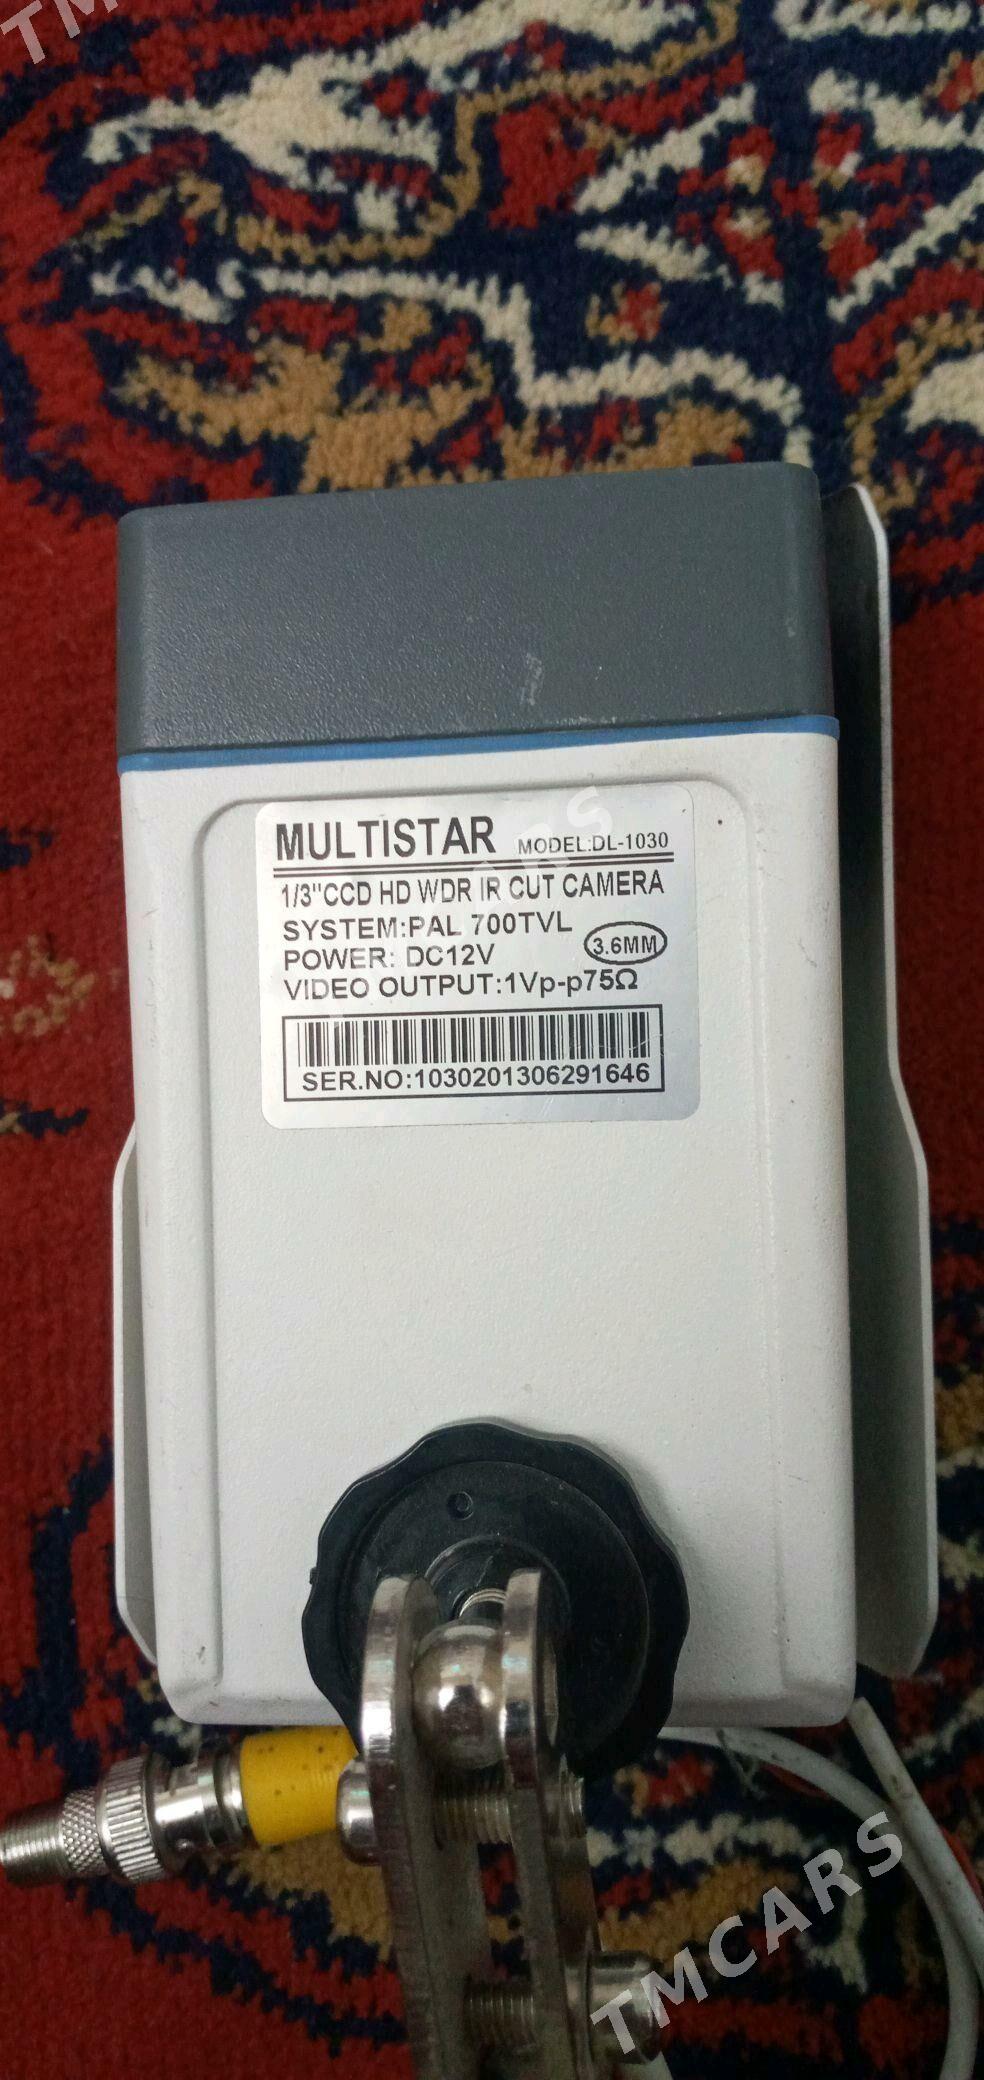 MULTISTAR MODEL:DL-1030
1/3"CCD HD WDR IR CUT CAMERA
SYSTEM:PAL 700TVL
POWER: DC12V
3.6MM
VIDEO OUTPUT:1Vp-p75Ω
SER.NO:1030201306291646
TMCARS